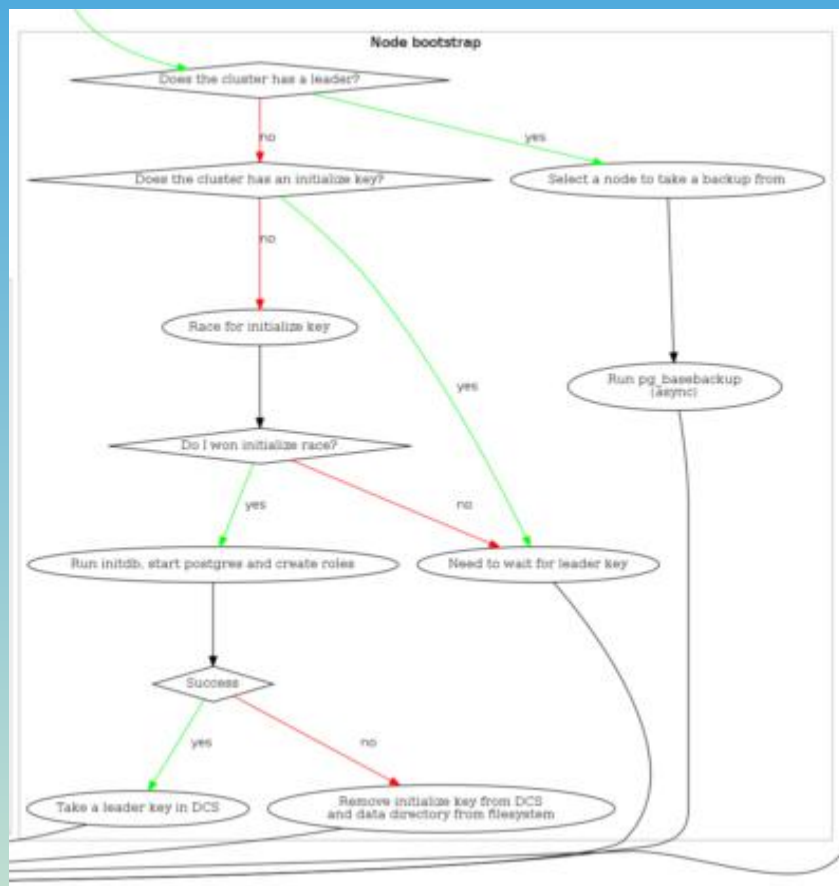 Node bootstrap
Does the cluster has a leader?
no
yes
Does the cluster has an initialize key?
Select a node to take a backup from
no
Race for initialize key
yes
Run pg_basebackup
(async)
Do I won initialize race?
yes
no
Run initdb, start postgres and create roles
Need to wait for leader key
Success
yes
no
Take a leader key in DCS
Remove initialize key from DCS
and data directory from filesystem